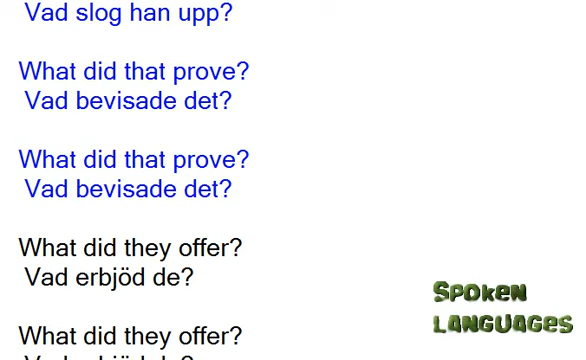 Vad slog han upp?
What did that prove?
Vad bevisade det?
What did that prove?
Vad bevisade det?
What did they offer?
Vad erbjöd de?
What did they offer?
Spoken
Languages